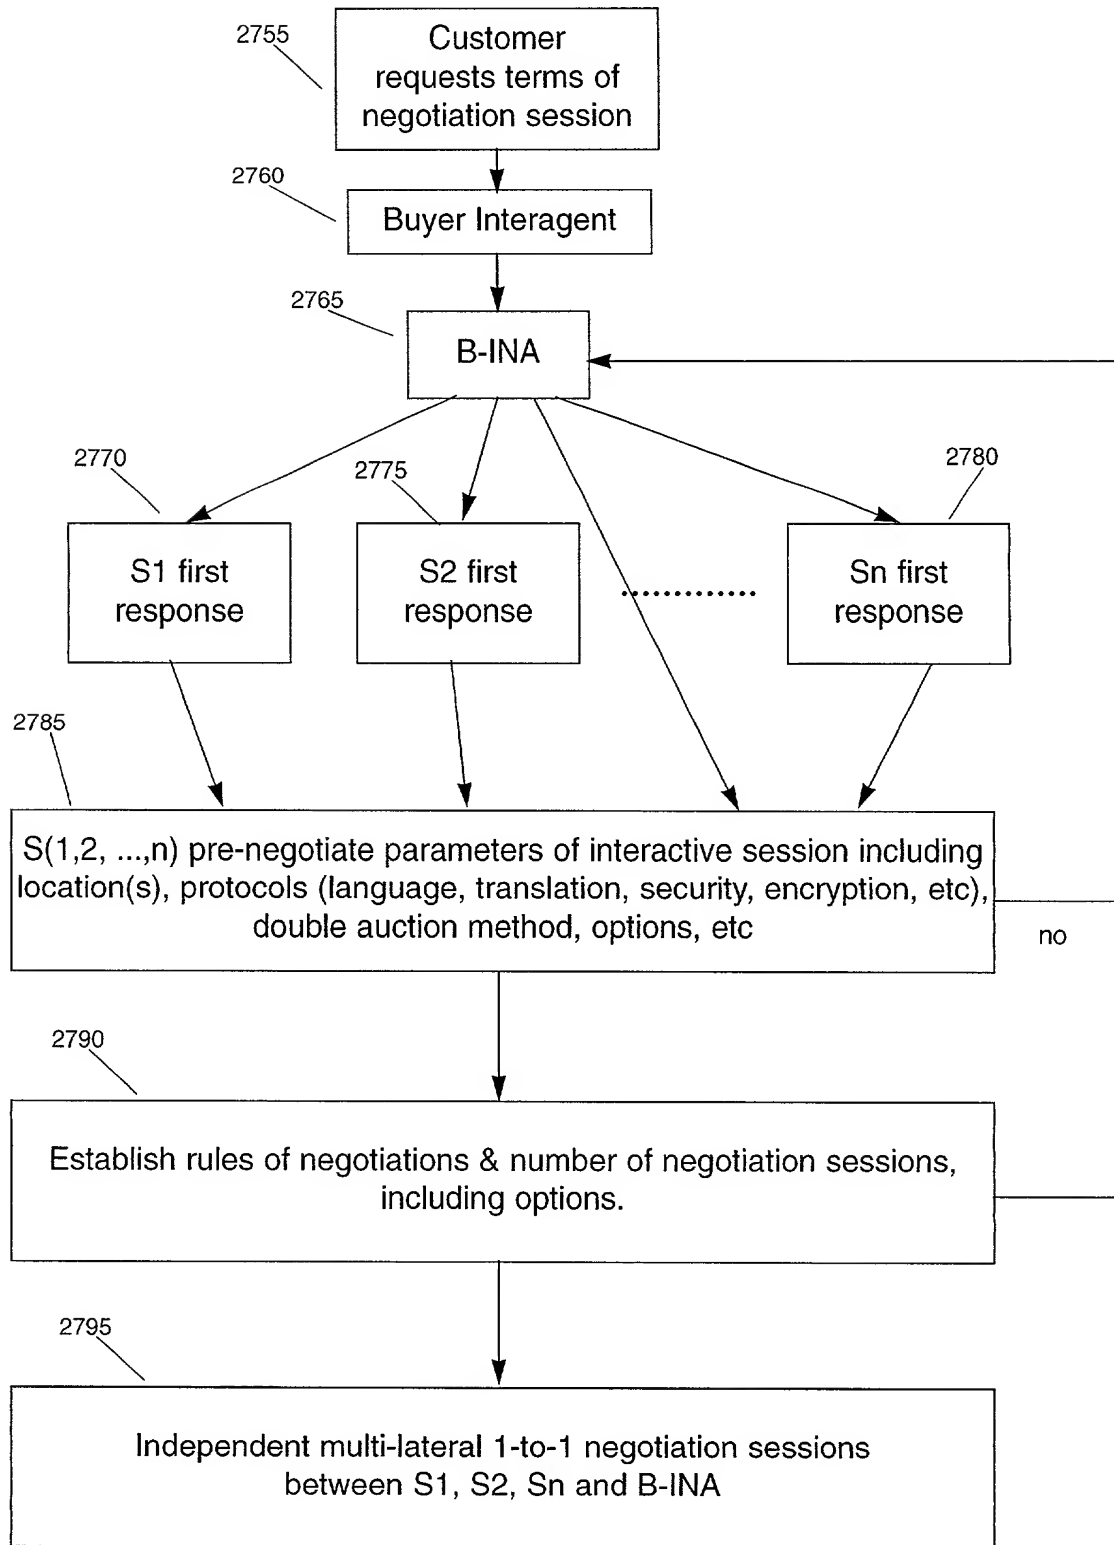 2755
Customer
requests terms of
negotiation session
2760
Buyer Interagent
2765
B-INA
2770
2775
2780
S1 first
response
S2 first
response
Sn first
response
2785
S(1,2, ...,n) pre-negotiate parameters of interactive session including
location(s), protocols (language, translation, security, encryption, etc),
double auction method, options, etc
no
2790
Establish rules of negotiations & number of negotiation sessions,
including options.
2795
Independent multi-lateral 1-to-1 negotiation sessions
between S1, S2, Sn and B-INA